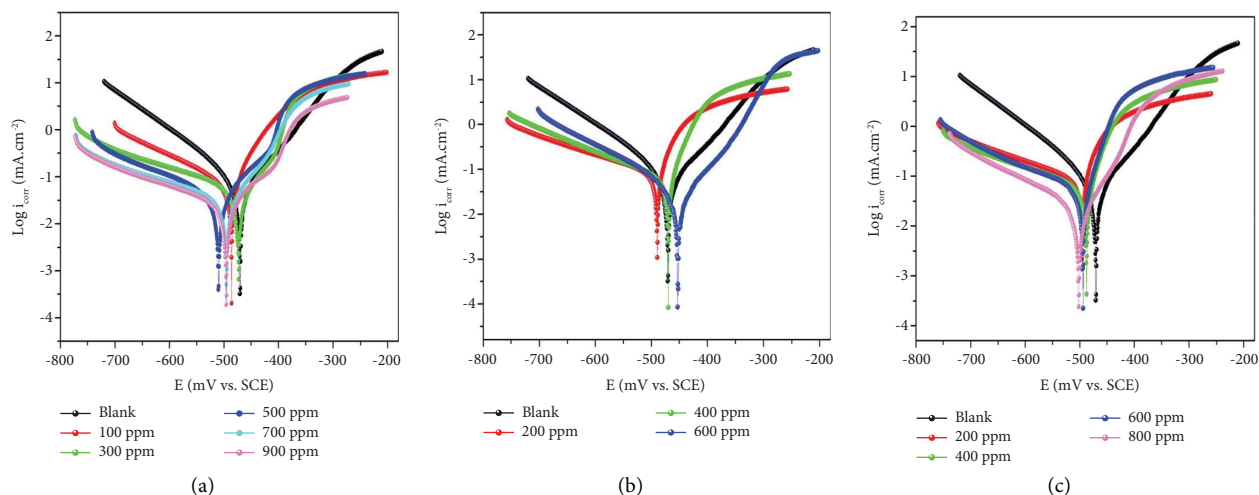 2
1
0
-1
-2
-3
-4
Log i_corr (mA.cm⁻²)
-800 -700 -600 -500 -400 -300 -200
E (mV vs. SCE)
Blank
100 ppm
300 ppm
500 ppm
700 ppm
900 ppm
(a)
2
1
0
-1
-2
-3
-4
Log i_corr (mA.cm⁻²)
-800 -700 -600 -500 -400 -300 -200
E (mV vs. SCE)
Blank
200 ppm
400 ppm
600 ppm
(b)
2
1
0
-1
-2
-3
-4
Log i_corr (mA.cm⁻²)
-800 -700 -600 -500 -400 -300 -200
E (mV vs. SCE)
Blank
200 ppm
400 ppm
600 ppm
800 ppm
(c)